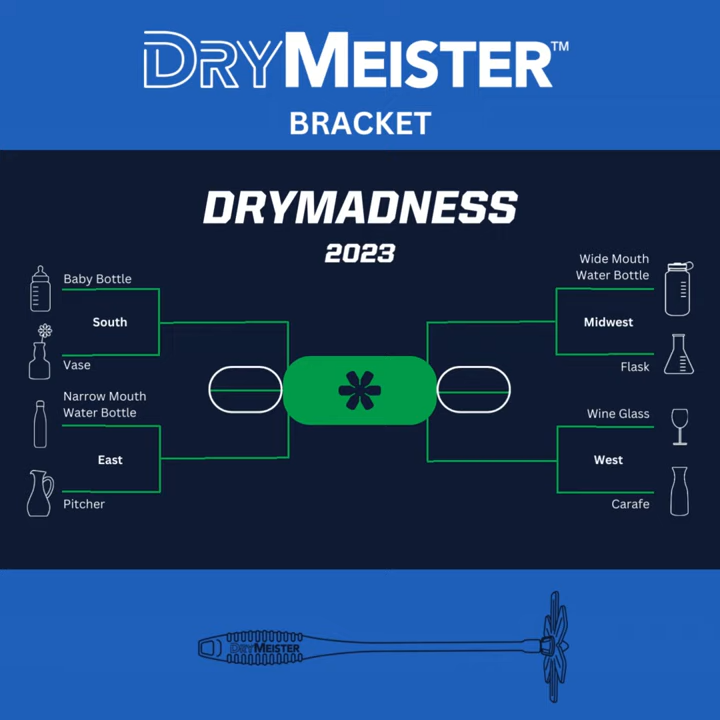 DRYMEISTER™
BRACKET
DRYMADNESS
2023
Baby Bottle
South
Vase
Narrow Mouth
Water Bottle
East
Pitcher
Wide Mouth
Water Bottle
Midwest
Flask
Wine Glass
West
Carafe
DRYMEISTER